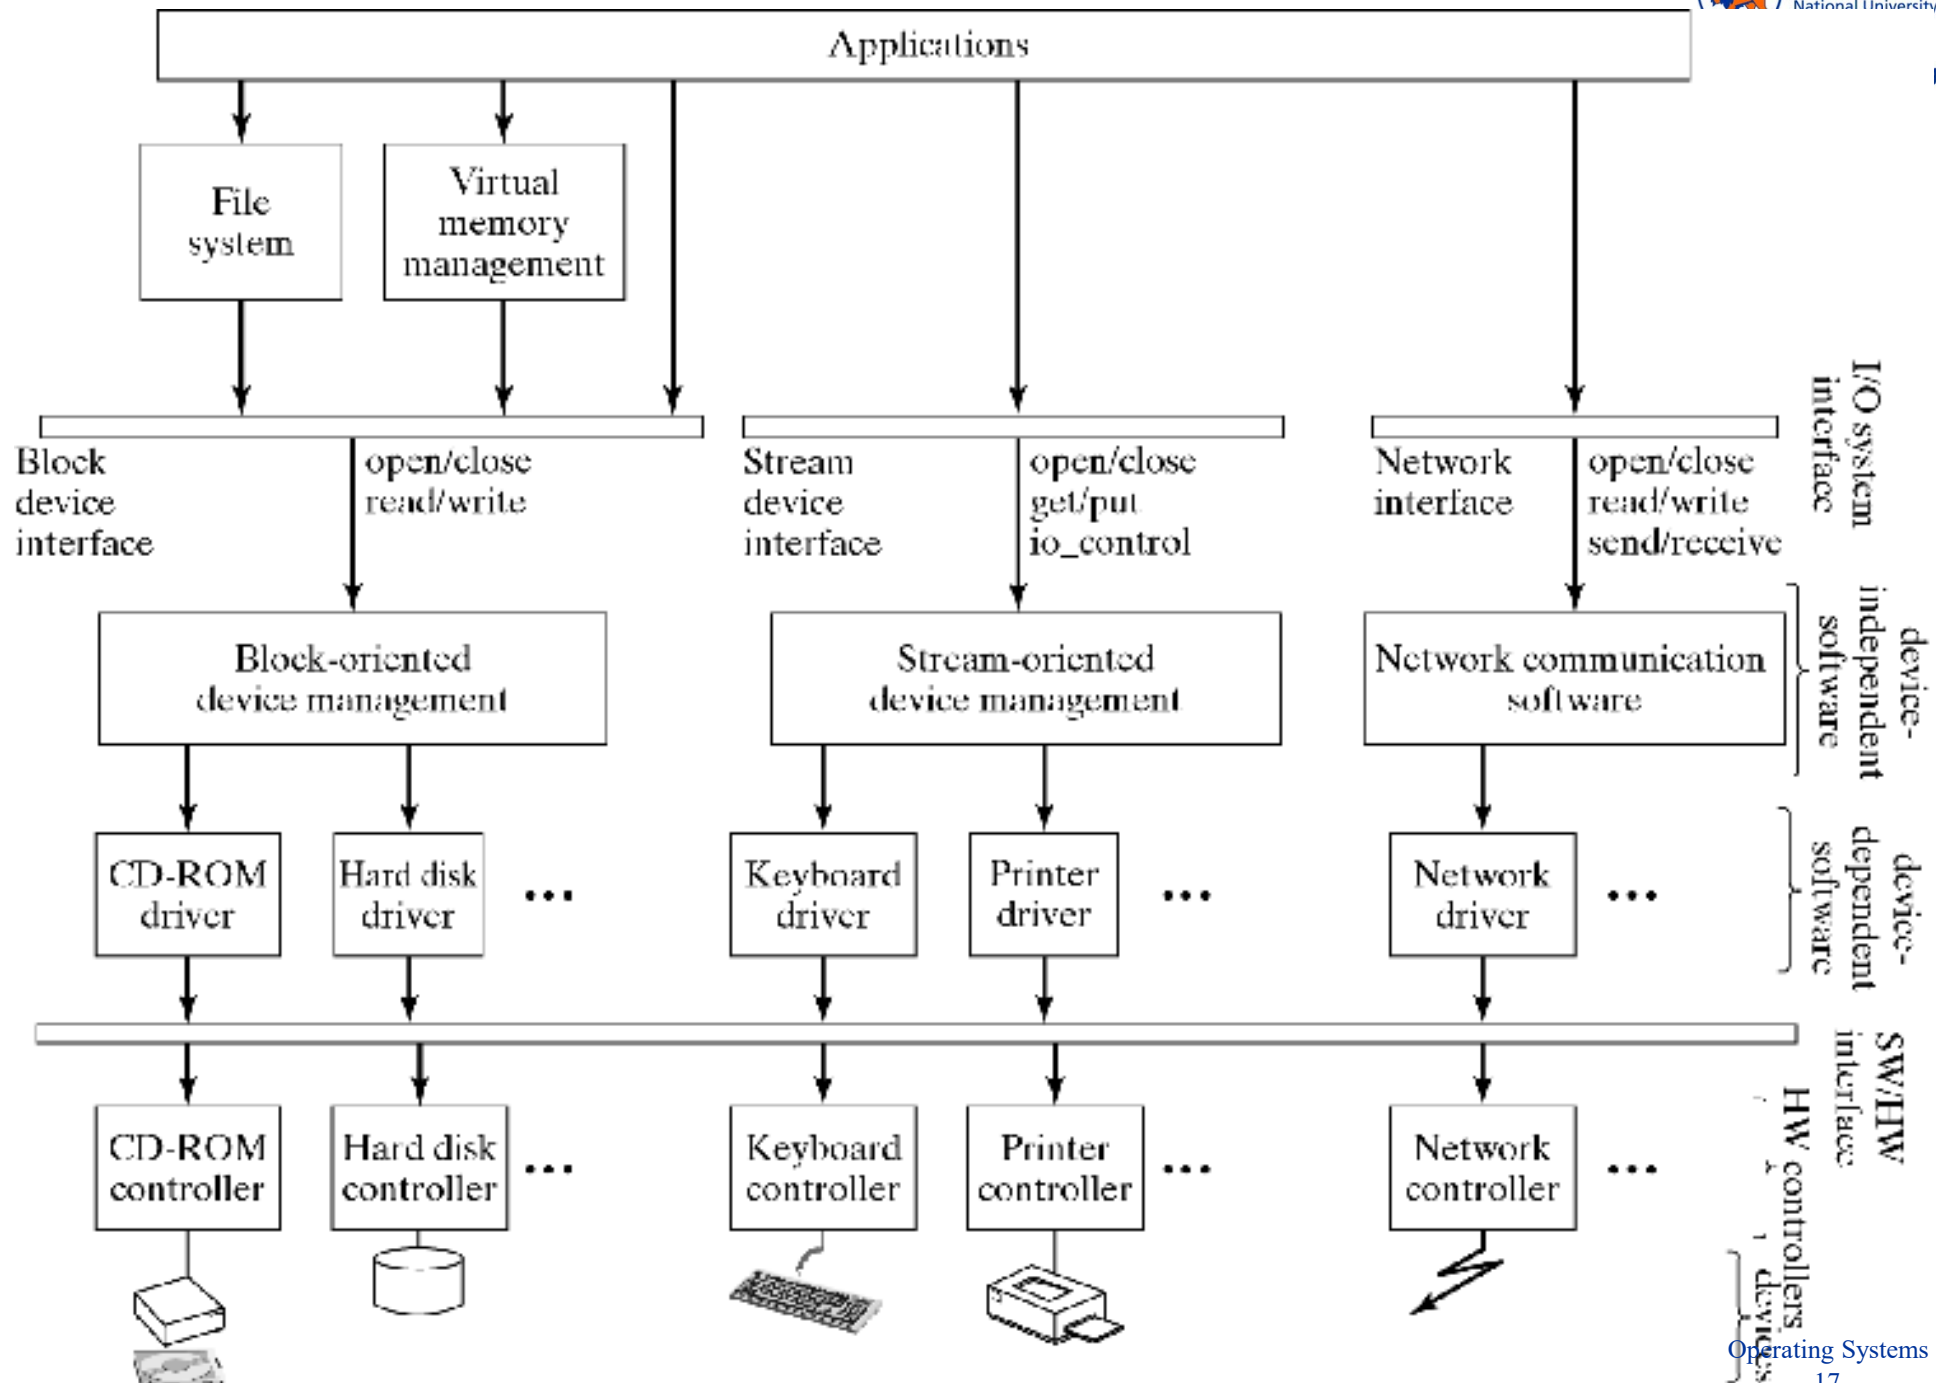 National University
Applications
File
system
Virtual
memory
management
I/O system
interface
Block
device
interface
open/close
read/write
Stream
device
interface
open/close
get/put
io_control
Network
interface
open/close
read/write
send/receive
Block-oriented
device management
Stream-oriented
device management
Network communication
software
device-
independent
software
CD-ROM
driver
Hard disk
driver
...
Keyboard
driver
Printer
driver
...
Network
driver
...
device-
dependent
software
SW/HW
interface
CD-ROM
controller
Hard disk
controller
...
Keyboard
controller
Printer
controller
...
Network
controller
...
HW controllers
devices
Operating Systems
17